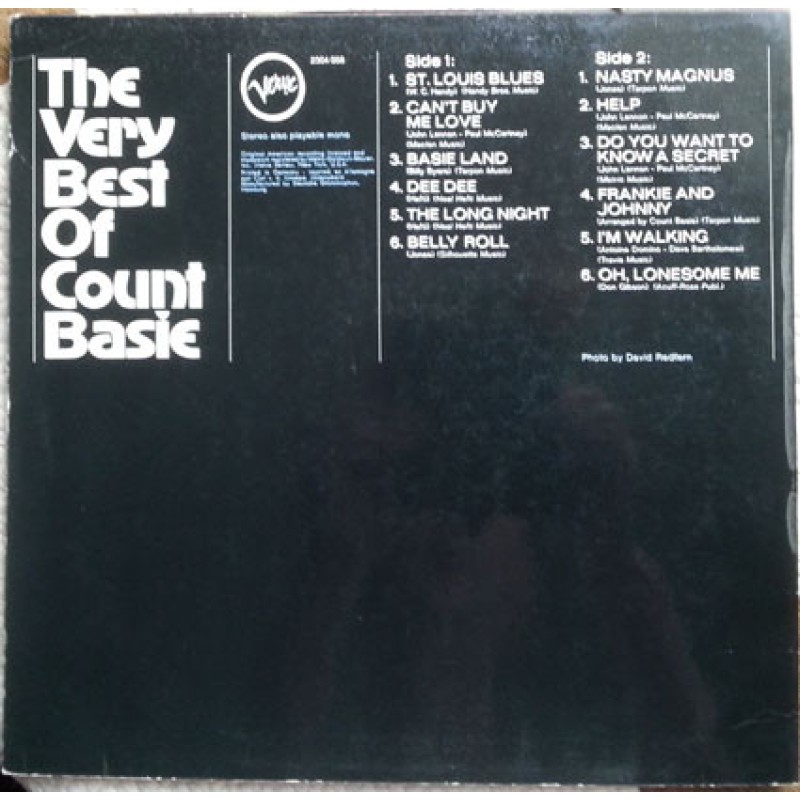 The
Very
Best
Of
Count
Basie
Verve
Stereo also playable mono
Side 1:
1. ST. LOUIS BLUES
(W. C. Handy) (Handy Bros. Music)
2. CAN'T BUY
ME LOVE
(John Lennon - Paul McCartney)
(Maclen Music)
3. BASIE LAND
(Billy Byers) (Tarpon Music)
4. DEE DEE
(Hefti) (Neal Hefti Music)
5. THE LONG NIGHT
(Hefti) (Neal Hefti Music)
6. BELLY ROLL
(Jones) (Silhouette Music)
Side 2:
1. NASTY MAGNUS
(Jones) (Tarpon Music)
2. HELP
(John Lennon - Paul McCartney)
(Maclen Music)
3. DO YOU WANT TO
KNOW A SECRET
(John Lennon - Paul McCartney)
(Metric Music)
4. FRANKIE AND
JOHNNY
(Arranged by Count Basie) (Tarpon Music)
5. I'M WALKING
(Antoine Domino - Dave Bartholomew)
(Travis Music)
6. OH, LONESOME ME
(Don Gibson) (Acuff-Rose Publ.)
Photo by David Redfern